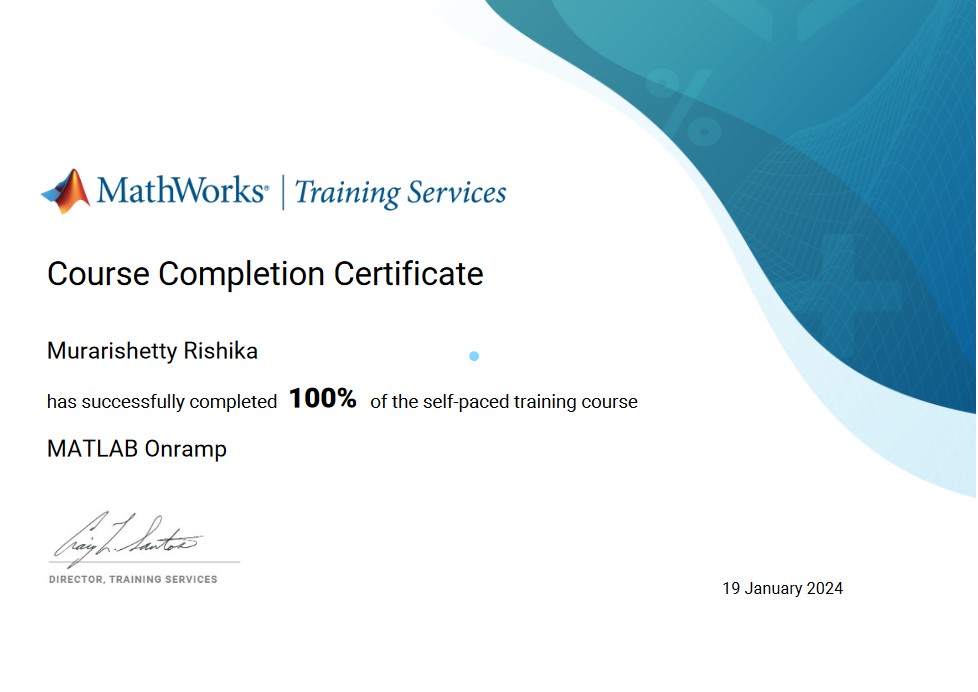 MathWorks® | Training Services
Course Completion Certificate
Murarishetty Rishika
has successfully completed 100% of the self-paced training course
MATLAB Onramp
Craig L. Santos
DIRECTOR, TRAINING SERVICES
19 January 2024